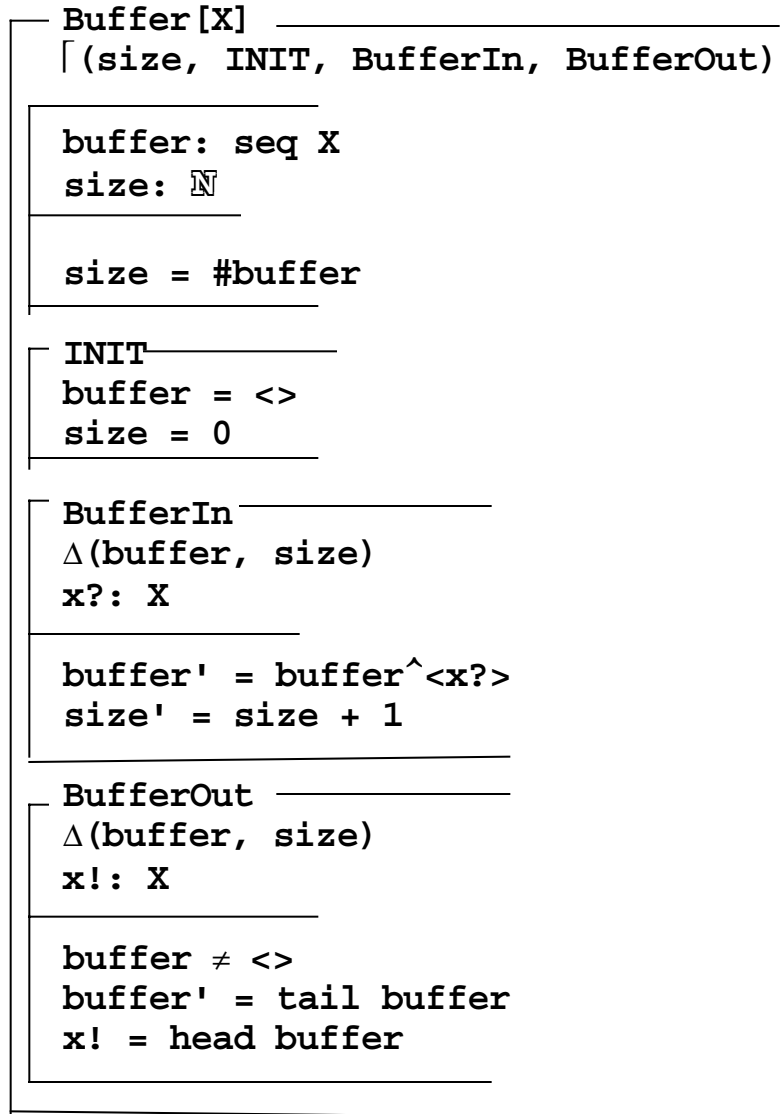 Buffer[X]
⌈(size, INIT, BufferIn, BufferOut)
buffer: seq X
size: ℕ
size = #buffer
INIT
buffer = <>
size = 0
BufferIn
Δ(buffer, size)
x?: X
buffer' = buffer^<x?>
size' = size + 1
BufferOut
Δ(buffer, size)
x!: X
buffer ≠ <>
buffer' = tail buffer
x! = head buffer